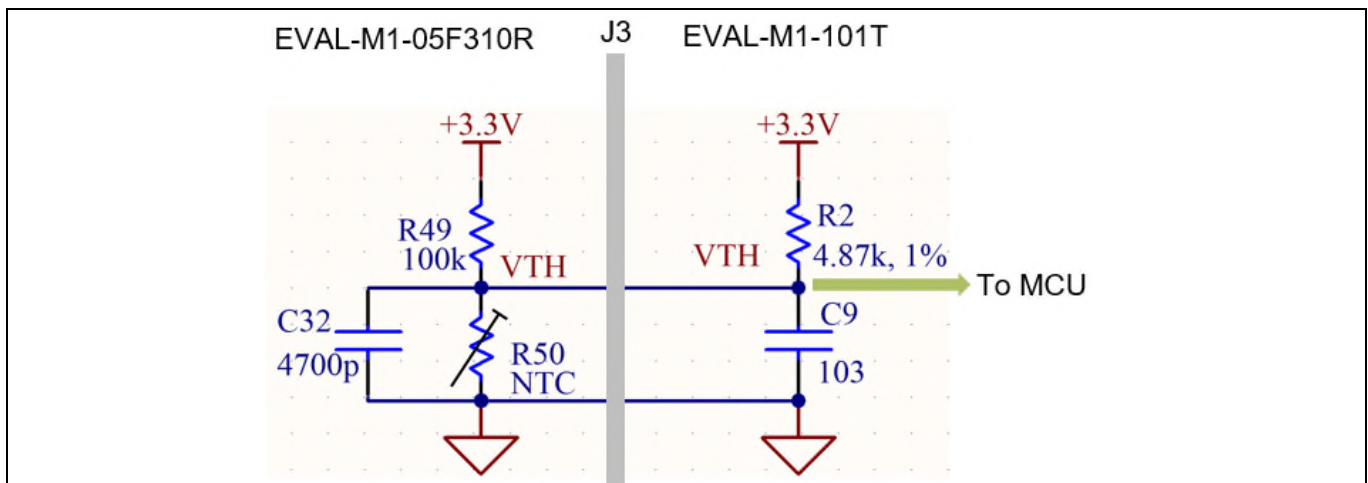 EVAL-M1-05F310R
J3
EVAL-M1-101T
+3.3V
+3.3V
R49
100k
VTH
VTH
R2
4.87k, 1%
To MCU
C32
4700p
R50
NTC
C9
103